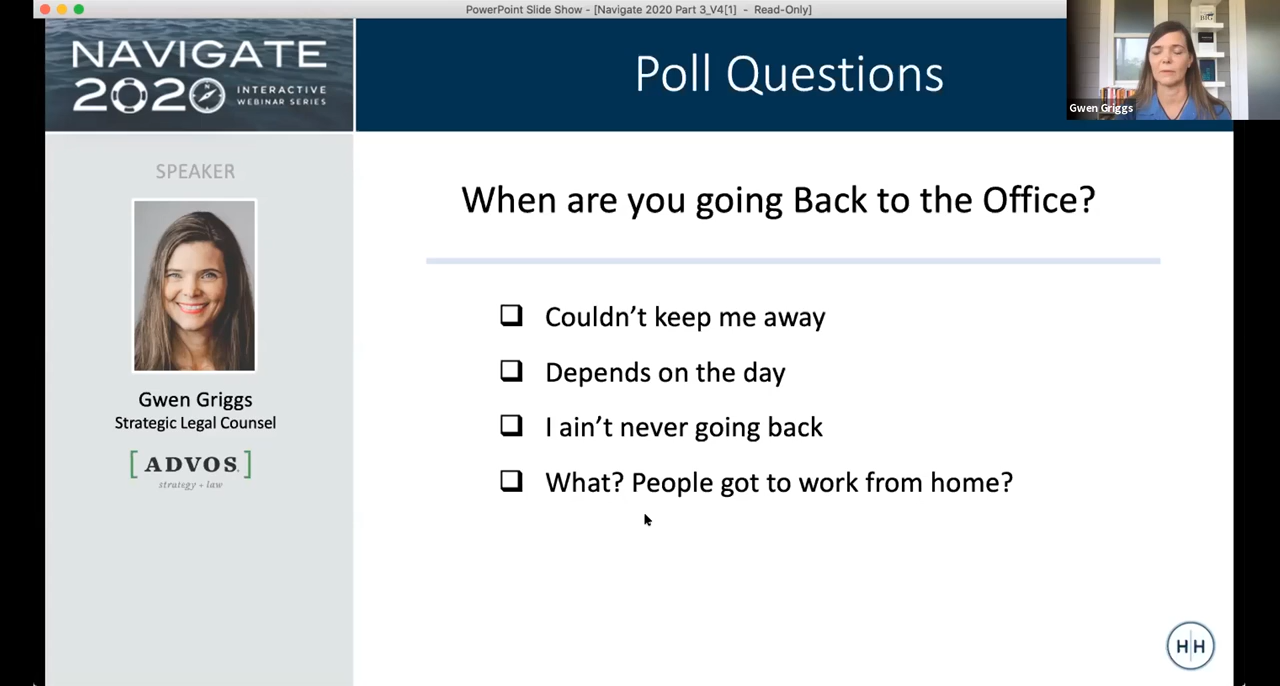 PowerPoint Slide Show - [Navigate 2020 Part 3_V4[1] - Read-Only]
NAVIGATE
2020 INTERACTIVE
WEBINAR SERIES
Poll Questions
Gwen Griggs
SPEAKER
Gwen Griggs
Strategic Legal Counsel
[ADVOS]
strategy + law
When are you going Back to the Office?
❑ Couldn’t keep me away
❑ Depends on the day
❑ I ain’t never going back
❑ What? People got to work from home?
H|H